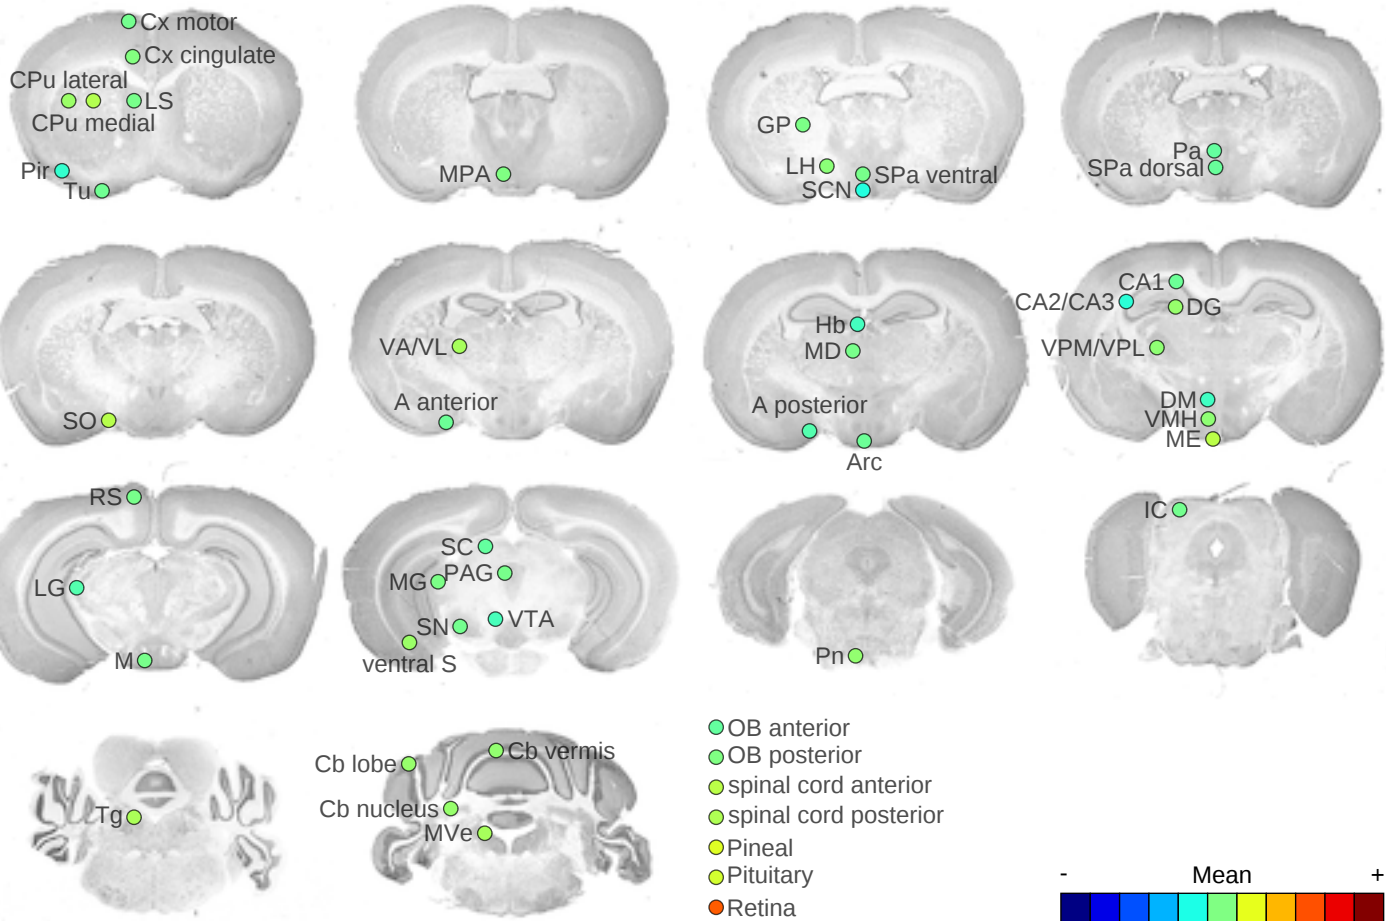 Cx motor
Cx cingulate
CPu lateral
LS
CPu medial
Pir
Tu
MPA
GP
LH
SPa ventral
SCN
Pa
SPa dorsal
SO
VA/VL
A anterior
Hb
MD
A posterior
Arc
CA1
CA2/CA3
DG
VPM/VPL
DM
VMH
ME
RS
LG
M
SC
PAG
MG
VTA
SN
ventral S
Pn
IC
Tg
Cb vermis
Cb lobe
Cb nucleus
MVe
OB anterior
OB posterior
spinal cord anterior
spinal cord posterior
Pineal
Pituitary
Retina
- Mean +